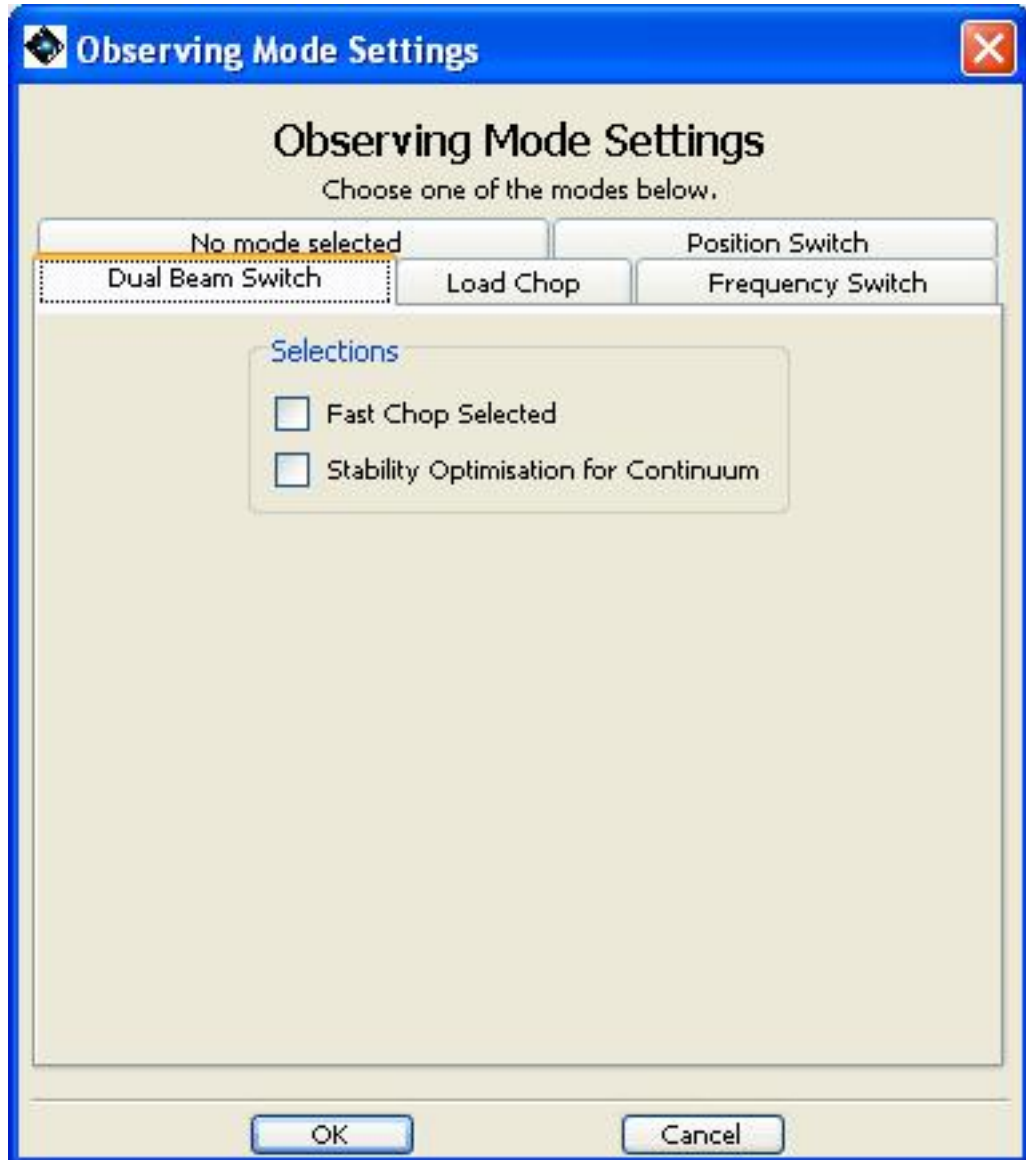 Observing Mode Settings
Observing Mode Settings
Choose one of the modes below.
No mode selected Position Switch
Dual Beam Switch Load Chop Frequency Switch
Selections
Fast Chop Selected
Stability Optimisation for Continuum
OK Cancel